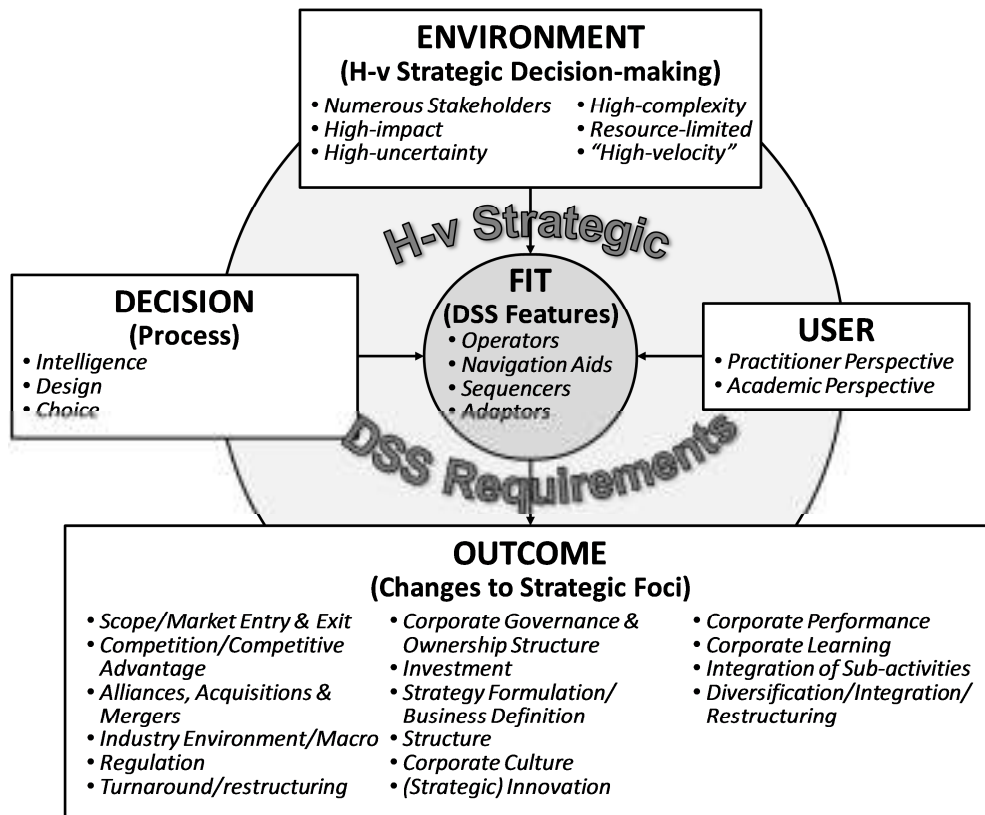 ENVIRONMENT
(H-v Strategic Decision-making)
• Numerous Stakeholders
• High-impact
• High-uncertainty
• High-complexity
• Resource-limited
• “High-velocity”
H-v Strategic
DECISION
(Process)
• Intelligence
• Design
• Choice
FIT
(DSS Features)
• Operators
• Navigation Aids
• Sequencers
• Adaptors
USER
• Practitioner Perspective
• Academic Perspective
DSS Requirements
OUTCOME
(Changes to Strategic Foci)
• Scope/Market Entry & Exit
• Competition/Competitive
Advantage
• Alliances, Acquisitions &
Mergers
• Industry Environment/Macro
• Regulation
• Turnaround/restructuring
• Corporate Governance &
Ownership Structure
• Investment
• Strategy Formulation/
Business Definition
• Structure
• Corporate Culture
• (Strategic) Innovation
• Corporate Performance
• Corporate Learning
• Integration of Sub-activities
• Diversification/Integration/
Restructuring